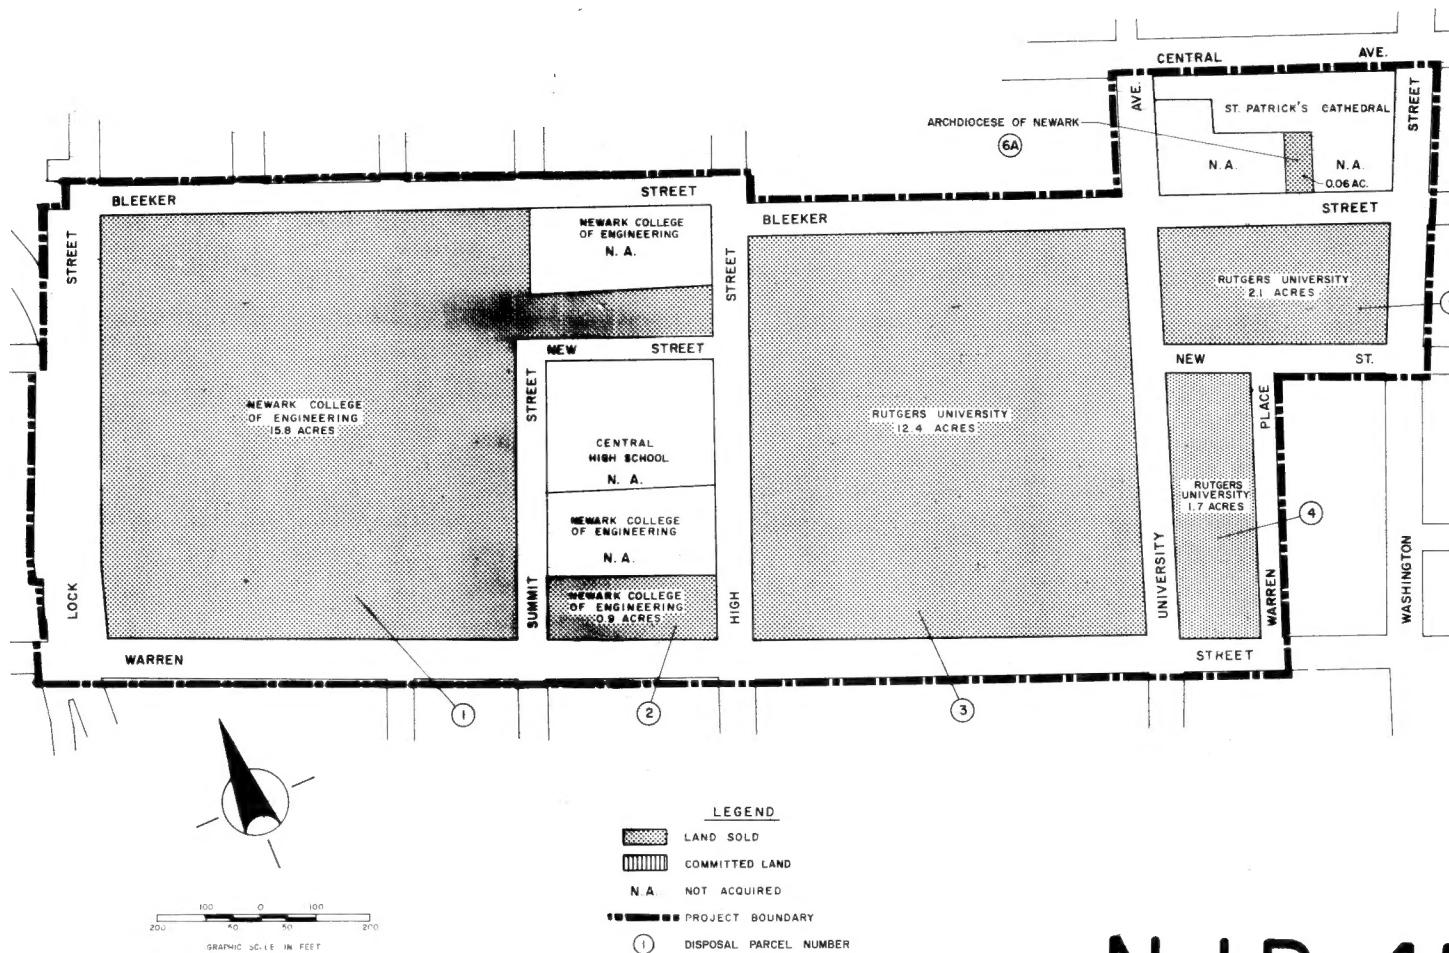 CENTRAL AVE.
AVE.
ST. PATRICK'S CATHEDRAL
STREET
ARCHDIOCESE OF NEWARK
6A
N.A.
N.A.
0.06 AC.
BLEEKER STREET
BLEEKER STREET
STREET
STREET
NEWARK COLLEGE
OF ENGINEERING
N. A.
RUTGERS UNIVERSITY
2.1 ACRES
NEW STREET
NEW ST.
STREET
PLACE
NEWARK COLLEGE
OF ENGINEERING
15.8 ACRES
RUTGERS UNIVERSITY
12.4 ACRES
CENTRAL
HIGH SCHOOL
N. A.
RUTGERS
UNIVERSITY
1.7 ACRES
4
NEWARK COLLEGE
OF ENGINEERING
N. A.
NEWARK COLLEGE
OF ENGINEERING
0.9 ACRES
LOCK
SUMMIT
HIGH
UNIVERSITY
WARREN
WASHINGTON
WARREN STREET
1
2
3
LEGEND
LAND SOLD
COMMITTED LAND
N.A. NOT ACQUIRED
PROJECT BOUNDARY
1 DISPOSAL PARCEL NUMBER
100 0 100
200 50 50 200
GRAPHIC SCALE IN FEET